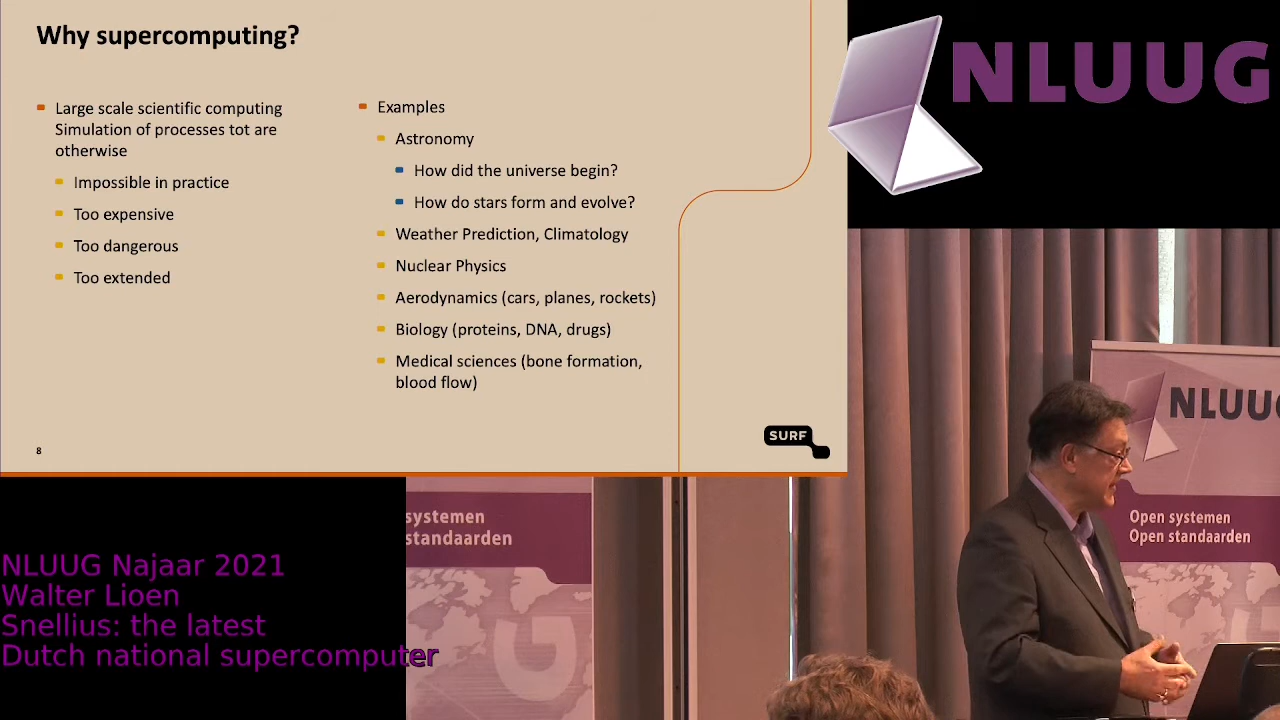 Why supercomputing?
Large scale scientific computing
Simulation of processes tot are
otherwise
Impossible in practice
Too expensive
Too dangerous
Too extended
Examples
Astronomy
How did the universe begin?
How do stars form and evolve?
Weather Prediction, Climatology
Nuclear Physics
Aerodynamics (cars, planes, rockets)
Biology (proteins, DNA, drugs)
Medical sciences (bone formation,
blood flow)
8
SURF
NLUUG
NLUU
Open systemen
Open standaarden
systemen
standaarden
G
NLUUG Najaar 2021
Walter Lioen
Snellius: the latest
Dutch national supercomputer